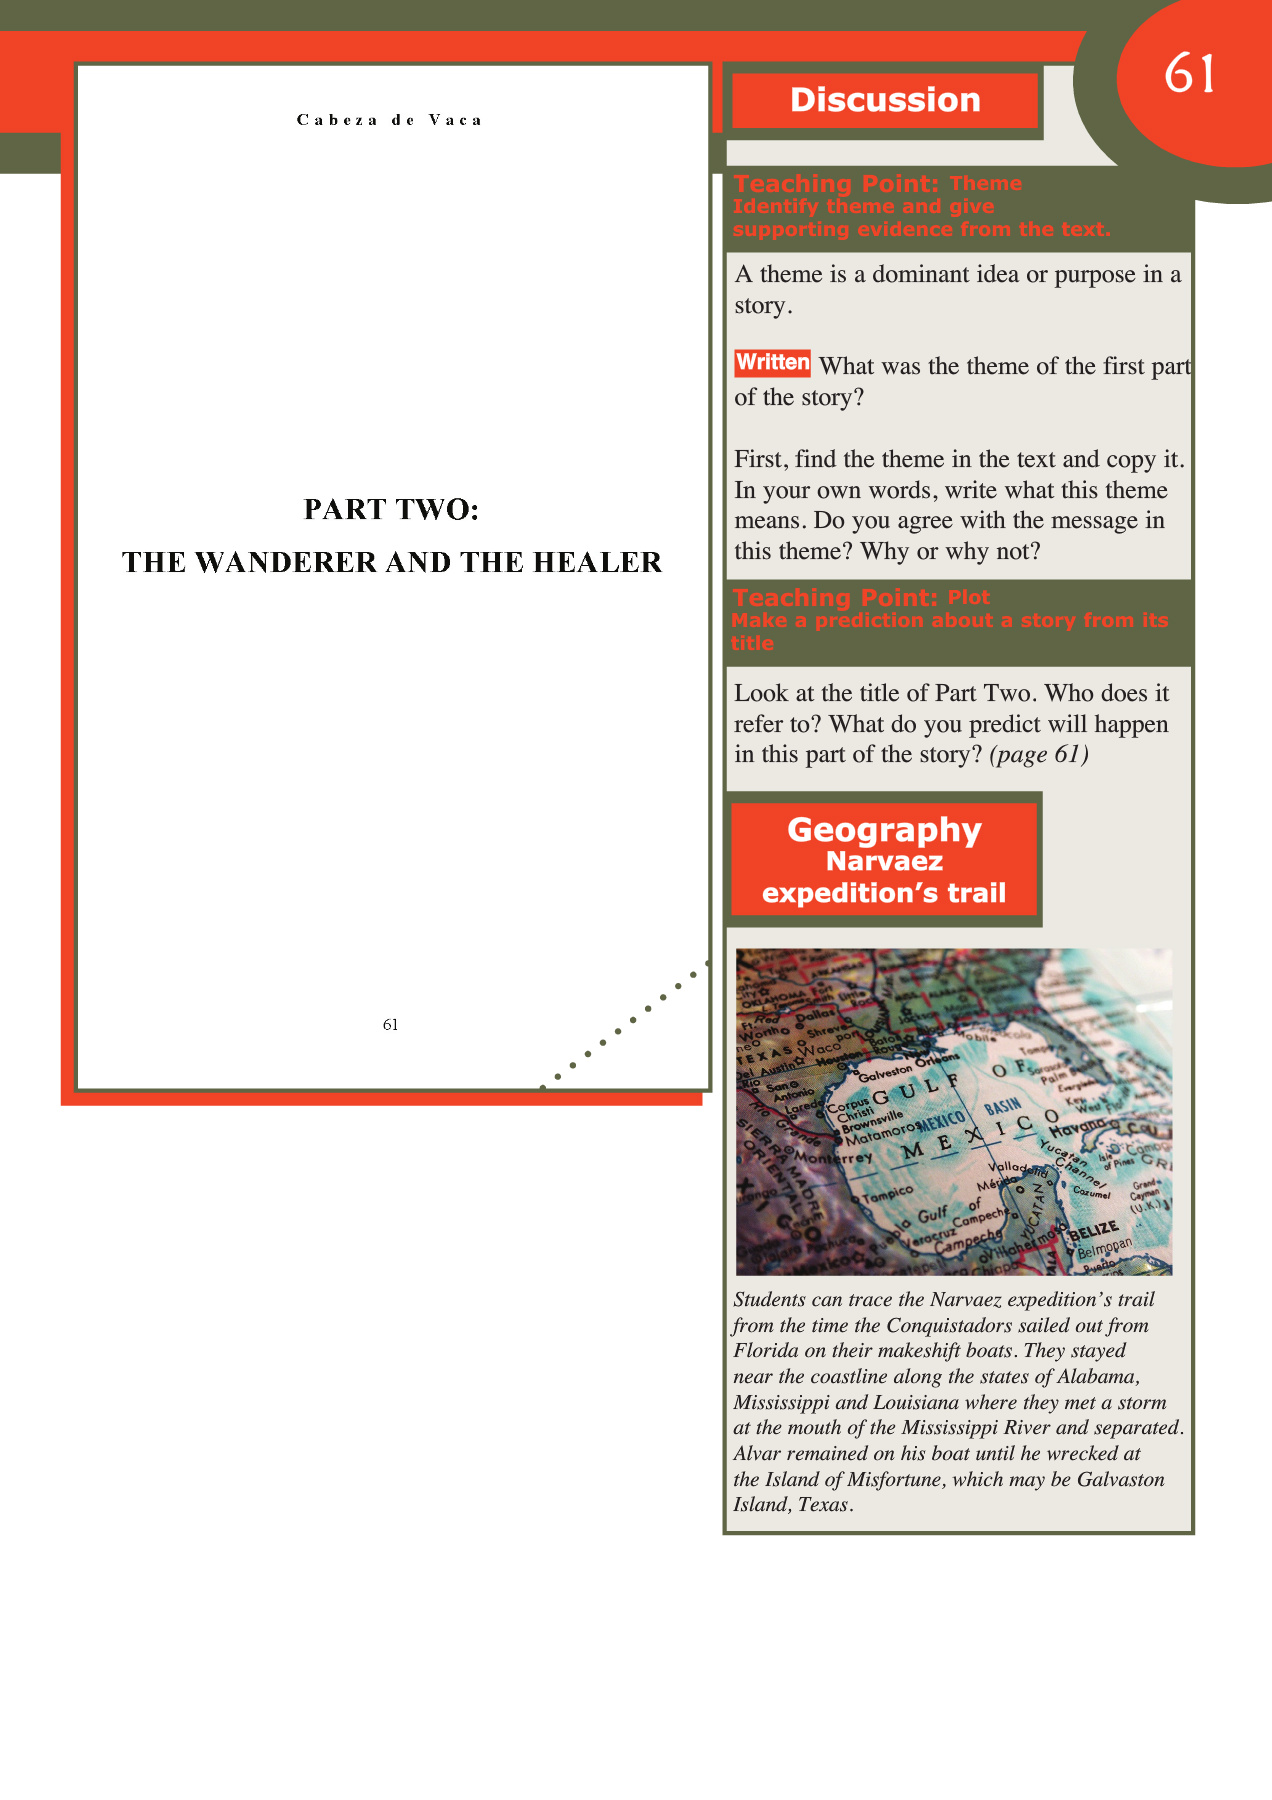 61
Cabeza de Vaca
PART TWO:
THE WANDERER AND THE HEALER
61
Discussion
Teaching Point: Theme
Identify theme and give
supporting evidence from the text.
A theme is a dominant idea or purpose in a
story.
Written What was the theme of the first part
of the story?
First, find the theme in the text and copy it.
In your own words, write what this theme
means. Do you agree with the message in
this theme? Why or why not?
Teaching Point: Plot
Make a prediction about a story from its
title
Look at the title of Part Two. Who does it
refer to? What do you predict will happen
in this part of the story? (page 61)
Geography
Narvaez
expedition’s trail
ARKANSAS
OKLAHOMA
Dallas
Worth
TEXAS
Waco
Austin
Houston
San
Antonio
Laredo
Galveston
New Orleans
Mobile
GULF OF
MEXICO
MEXICO BASIN
Corpus
Christi
Brownsville
Matamoros
Monterrey
Rio Grande
SIERRA MADRE
ORIENTAL
Tampico
Havana
Yucatan
Channel
Isle
of Pines
Valladolid
Mérida
Cozumel
Grand
Cayman
(U.K.)
Gulf of
Campeche
Campeche
Veracruz
YUCATAN
Villahermosa
BELIZE
Belmopan
Puerto
Students can trace the Narvaez expedition’s trail
from the time the Conquistadors sailed out from
Florida on their makeshift boats. They stayed
near the coastline along the states of Alabama,
Mississippi and Louisiana where they met a storm
at the mouth of the Mississippi River and separated.
Alvar remained on his boat until he wrecked at
the Island of Misfortune, which may be Galvaston
Island, Texas.